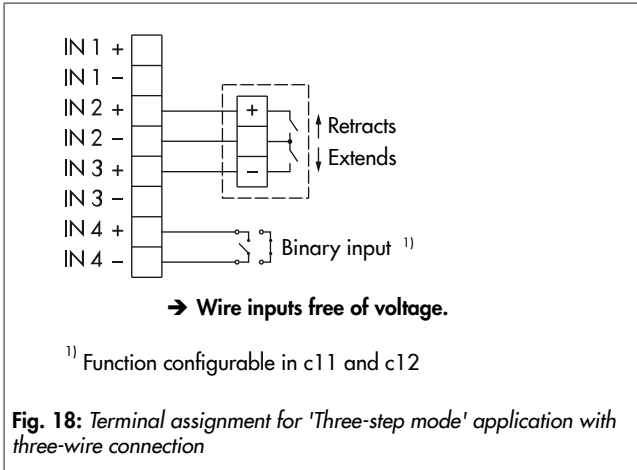 IN 1 +
IN 1 –
IN 2 + +
↑ Retracts
IN 2 –
↓ Extends
IN 3 + –
IN 3 –
IN 4 +
Binary input 1)
IN 4 –
➔ Wire inputs free of voltage.
1) Function configurable in c11 and c12
Fig. 18: Terminal assignment for 'Three-step mode' application with
three-wire connection